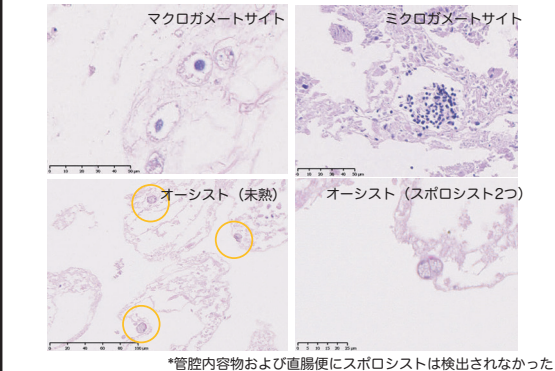 マクロガメートサイト
ミクロガメートサイト
オーシスト（未熟）
オーシスト（スポロシスト2つ）
*管腔内容物および直腸便にスポロシストは検出されなかった